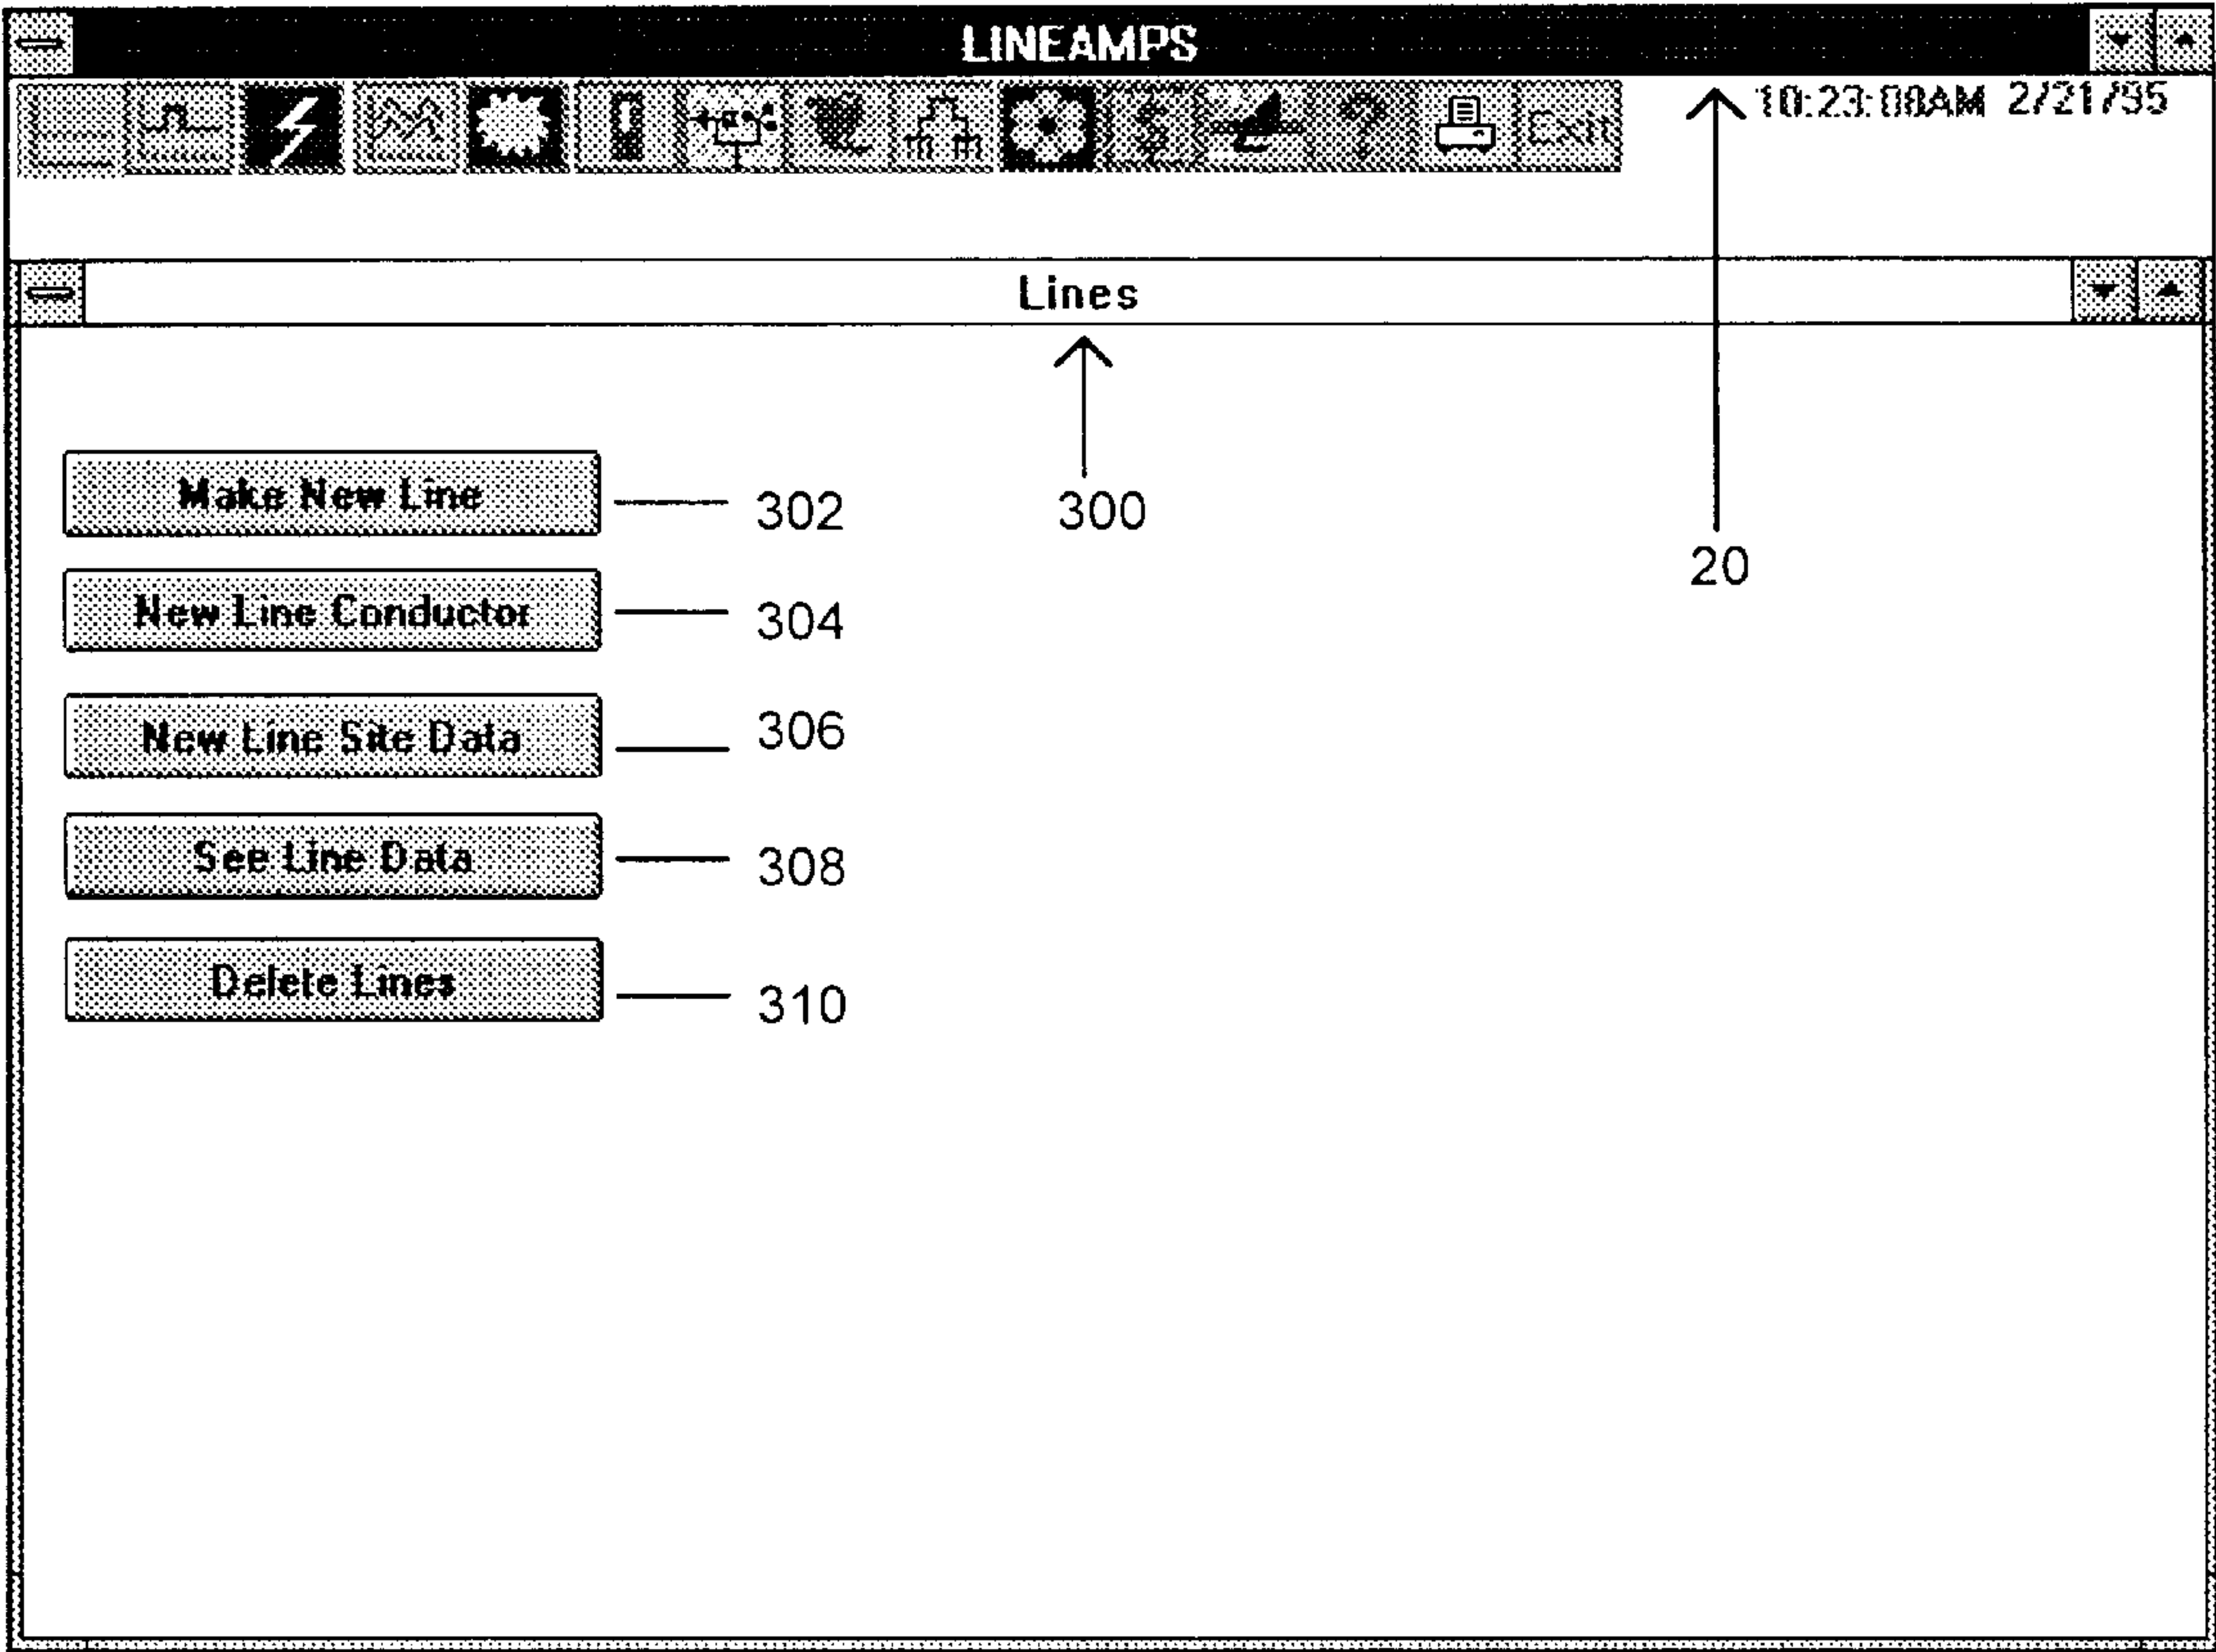 LINEAMPS
Exit
10:23:08AM 2/21/95
Lines
Make New Line
302
300
20
New Line Conductor
304
New Line Site Data
306
See Line Data
308
Delete Lines
310